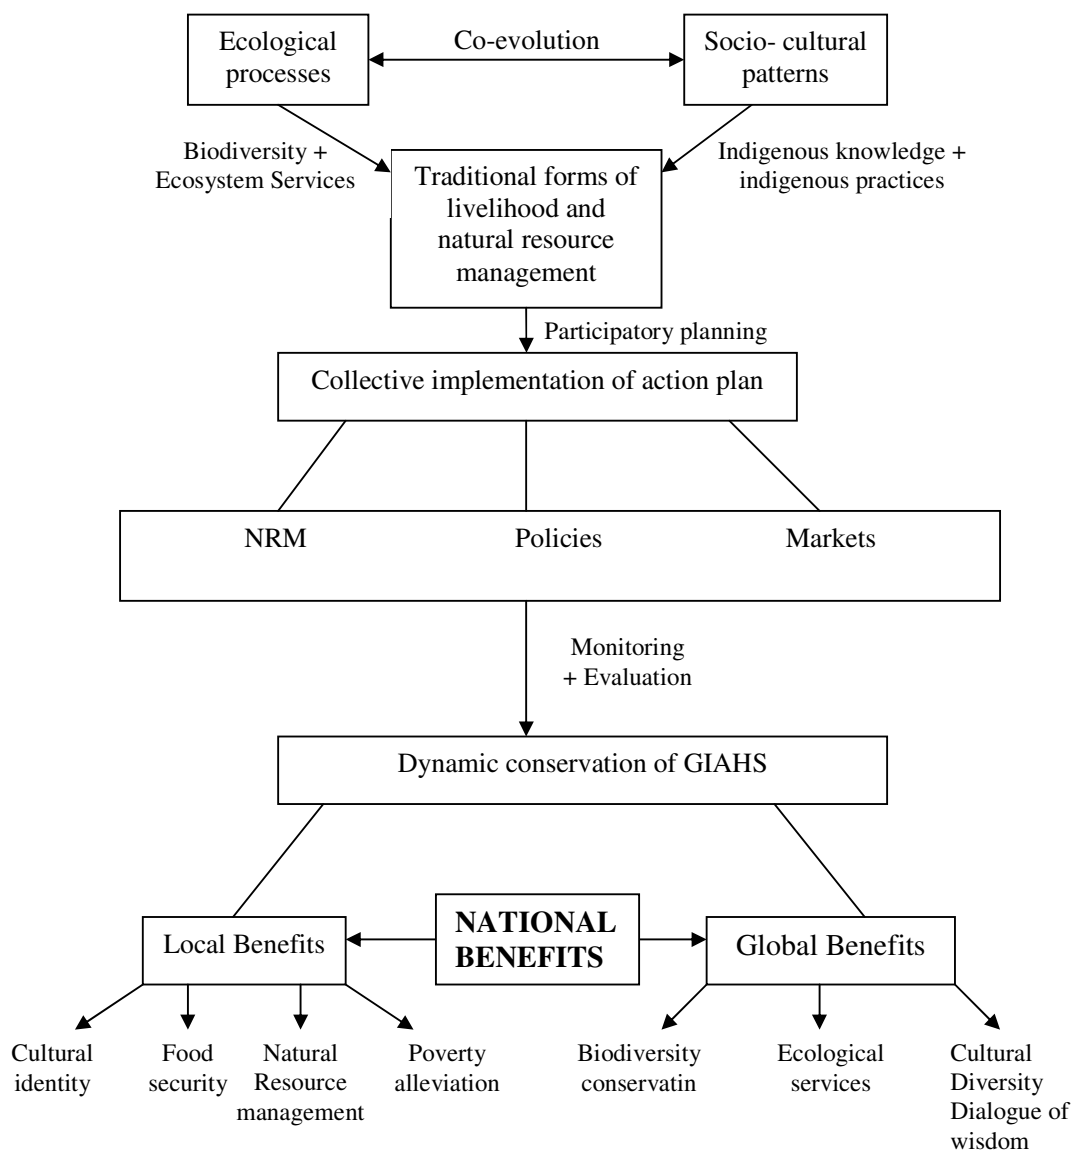 Ecological
processes
Co-evolution
Socio- cultural
patterns
Biodiversity +
Ecosystem Services
Indigenous knowledge +
indigenous practices
Traditional forms of
livelihood and
natural resource
management
Participatory planning
Collective implementation of action plan
NRM
Policies
Markets
Monitoring
+ Evaluation
Dynamic conservation of GIAHS
Local Benefits
NATIONAL
BENEFITS
Global Benefits
Cultural
identity
Food
security
Natural
Resource
management
Poverty
alleviation
Biodiversity
conservatin
Ecological
services
Cultural
Diversity
Dialogue of
wisdom